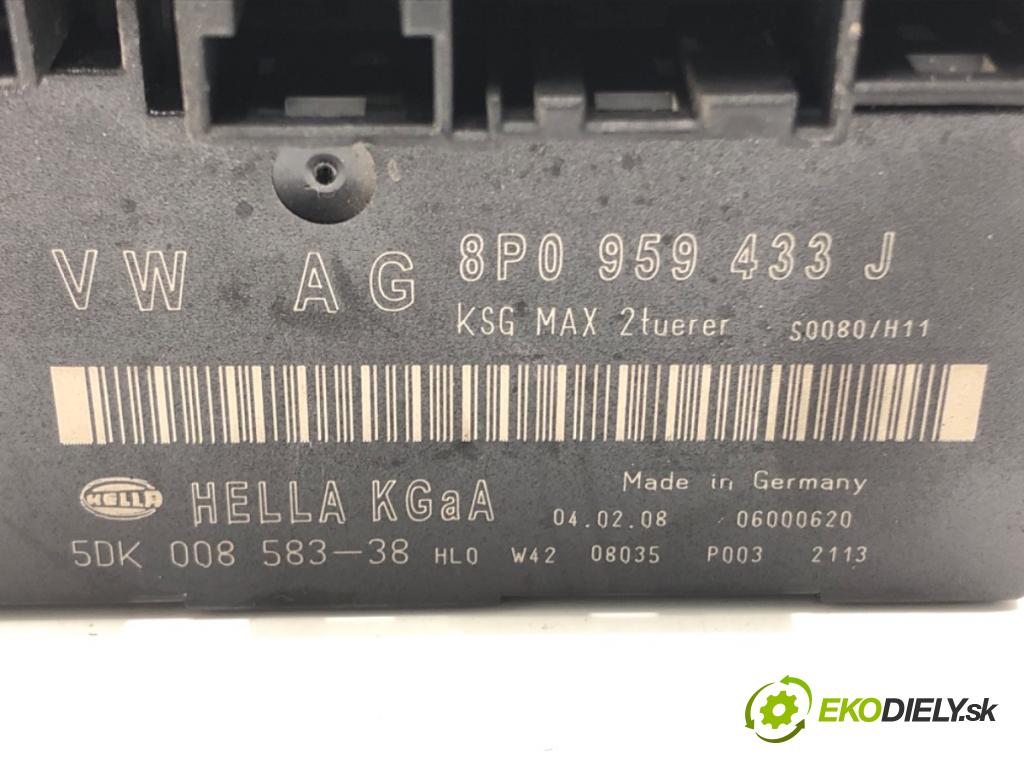 VW AG 8P0 959 433 J
KSG MAX 2tuerer S0080/H11
HELLA HELLA KGaA Made in Germany
04.02.08 06000620
5DK 008 583-38 HL0 W42 08035 P003 2113
EKODIELY.sk